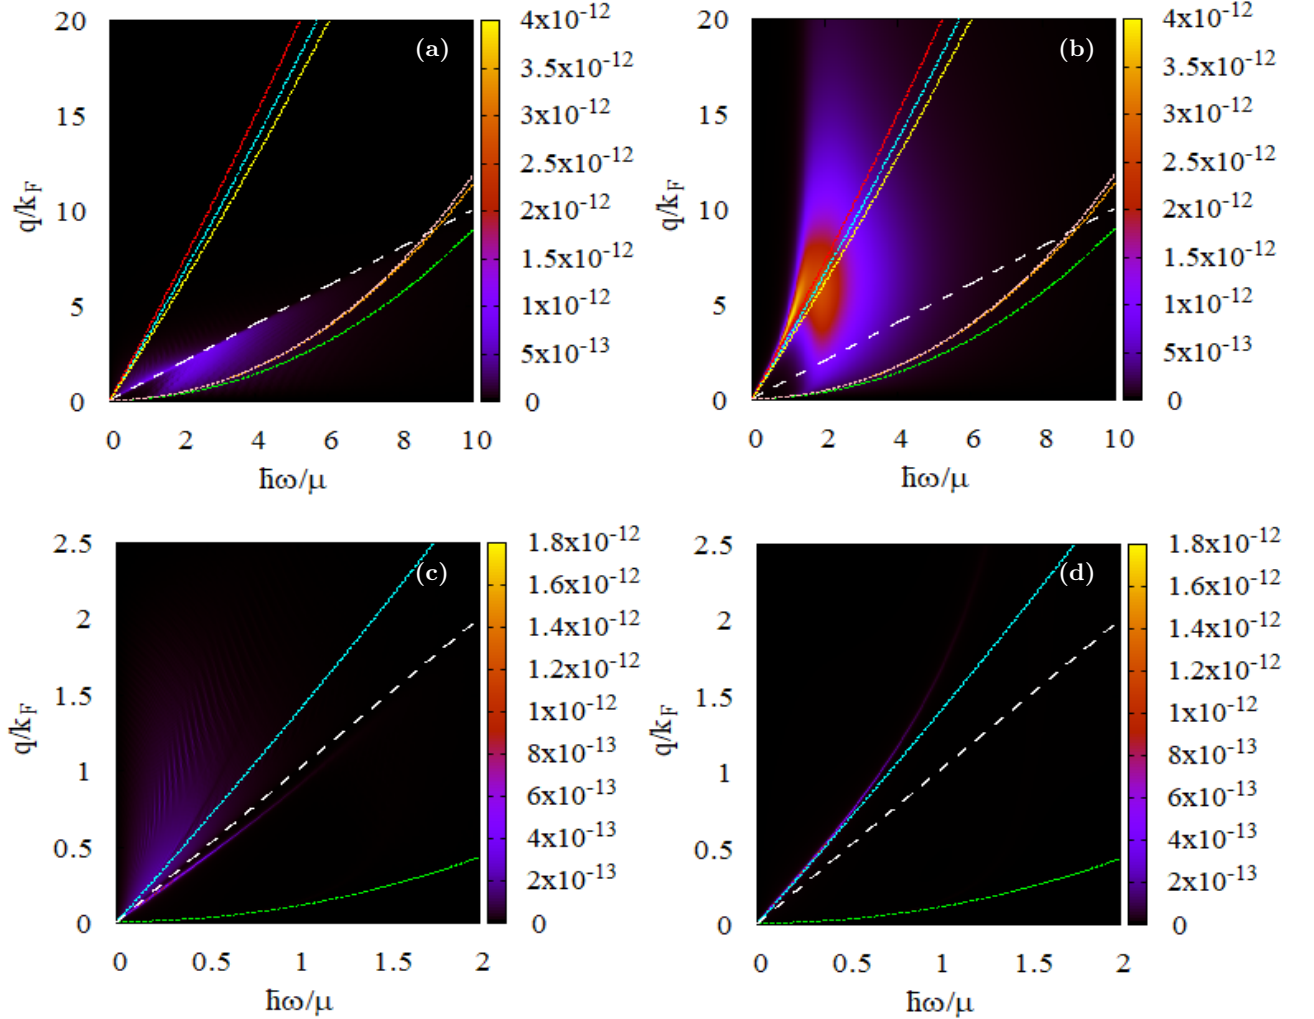 (a)
20
15
10
5
0
q/k_F
0 2 4 6 8 10
ħω/μ
4x10^-12
3.5x10^-12
3x10^-12
2.5x10^-12
2x10^-12
1.5x10^-12
1x10^-12
5x10^-13
0
(b)
20
15
10
5
0
q/k_F
0 2 4 6 8 10
ħω/μ
4x10^-12
3.5x10^-12
3x10^-12
2.5x10^-12
2x10^-12
1.5x10^-12
1x10^-12
5x10^-13
0
(c)
2.5
2
1.5
1
0.5
0
q/k_F
0 0.5 1 1.5 2
ħω/μ
1.8x10^-12
1.6x10^-12
1.4x10^-12
1.2x10^-12
1x10^-12
8x10^-13
6x10^-13
4x10^-13
2x10^-13
0
(d)
2.5
2
1.5
1
0.5
0
q/k_F
0 0.5 1 1.5 2
ħω/μ
1.8x10^-12
1.6x10^-12
1.4x10^-12
1.2x10^-12
1x10^-12
8x10^-13
6x10^-13
4x10^-13
2x10^-13
0